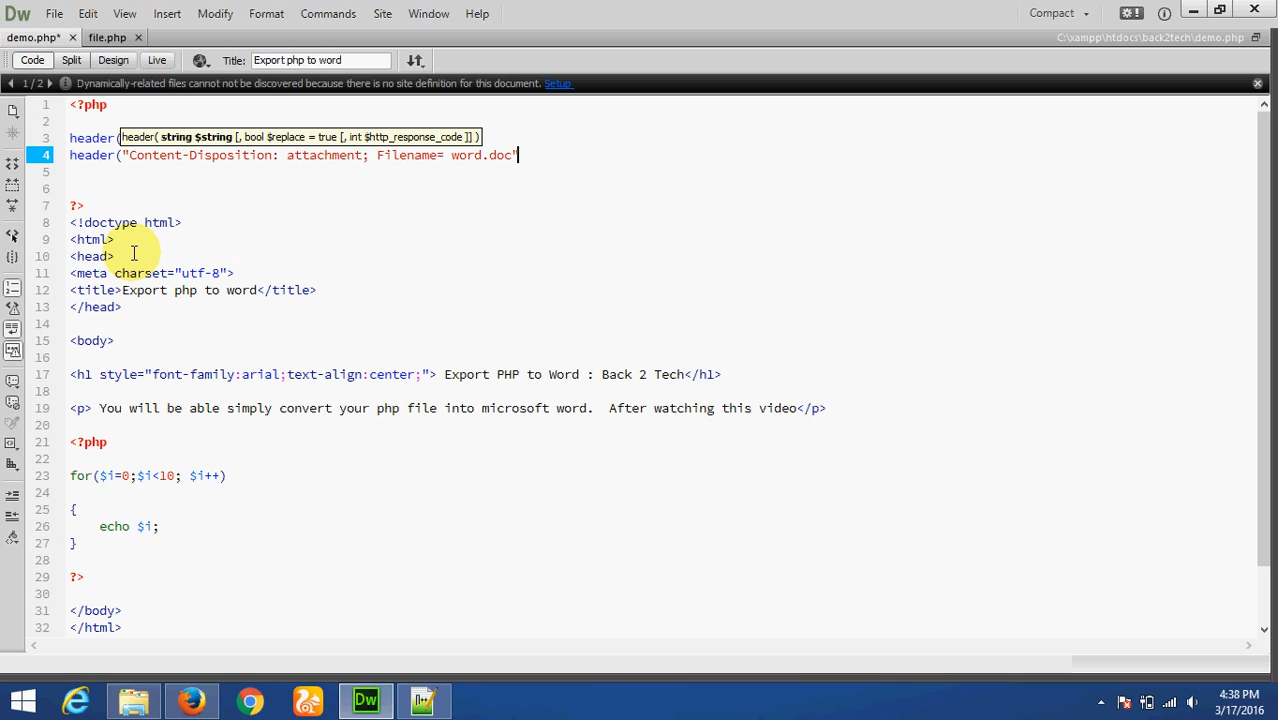 Dw File Edit View Insert Modify Format Commands Site Window Help Compact
demo.php* file.php C:\xampp\htdocs\back2tech\demo.php
Code Split Design Live Title: Export php to word
1 / 2 Dynamically-related files cannot not be discovered because there is no site definition for this document. Setup
1 <?php
2
header( string $string [, bool $replace = true [, int $http_response_code ]] )
3 header(
4 header("Content-Disposition: attachment; Filename= word.doc"
5
6
7 ?>
8 <!doctype html>
9 <html>
10 <head>
11 <meta charset="utf-8">
12 <title>Export php to word</title>
13 </head>
14
15 <body>
16
17 <h1 style="font-family:arial;text-align:center;"> Export PHP to Word : Back 2 Tech</h1>
18
19 <p> You will be able simply convert your php file into microsoft word.  After watching this video</p>
20
21 <?php
22
23 for($i=0;$i<10; $i++)
24
25 {
26 echo $i;
27 }
28
29 ?>
30
31 </body>
32 </html>
Dw
4:38 PM
3/17/2016